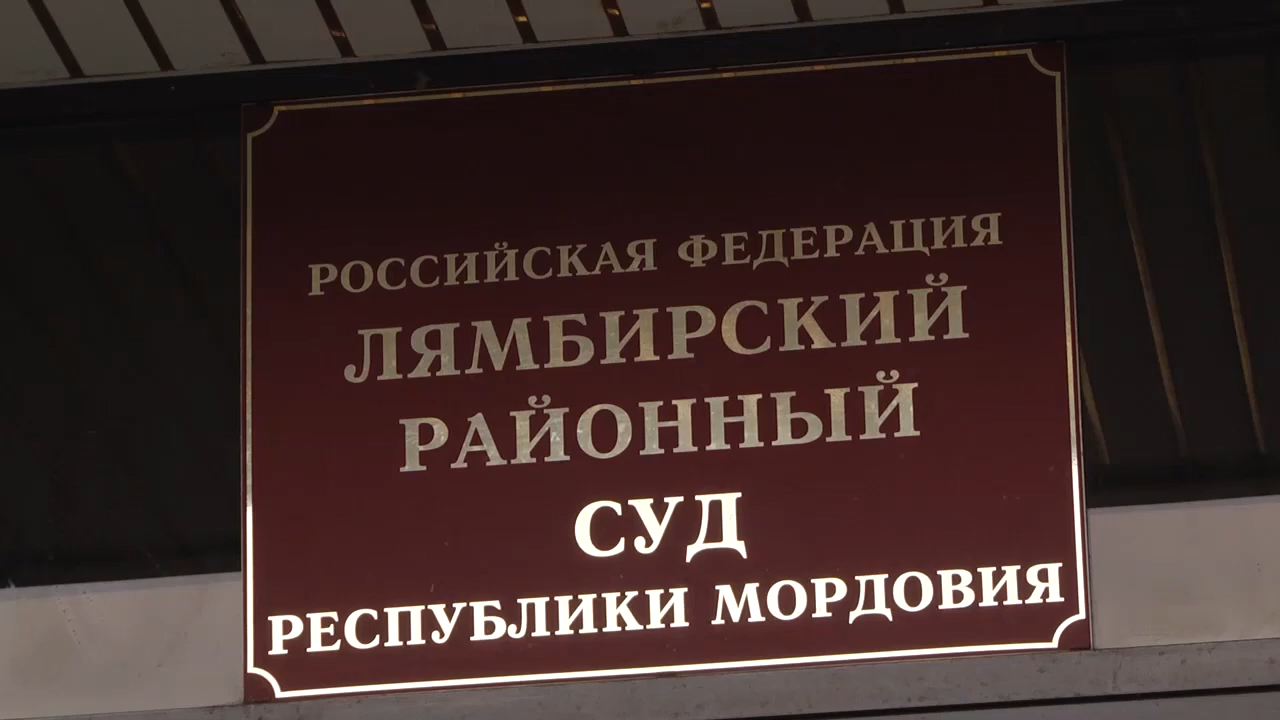 РОССИЙСКАЯ ФЕДЕРАЦИЯ
ЛЯМБИРСКИЙ
РАЙОННЫЙ
СУД
РЕСПУБЛИКИ МОРДОВИЯ